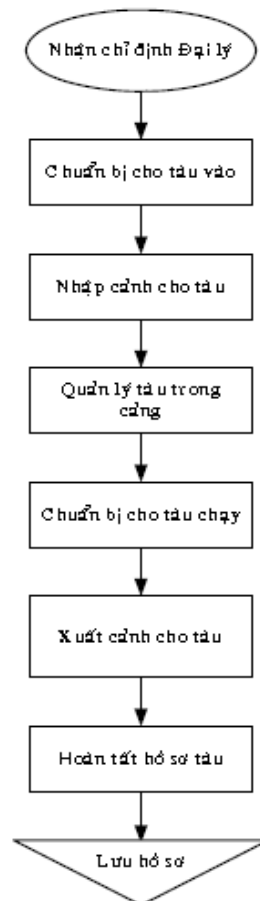 Nhận chỉ định Đại lý
Chuẩn bị cho tàu vào
Nhập cảnh cho tàu
Quản lý tàu trong
cảng
Chuẩn bị cho tàu chạy
Xuất cảnh cho tàu
Hoàn tất hồ sơ tàu
Lưu hồ sơ